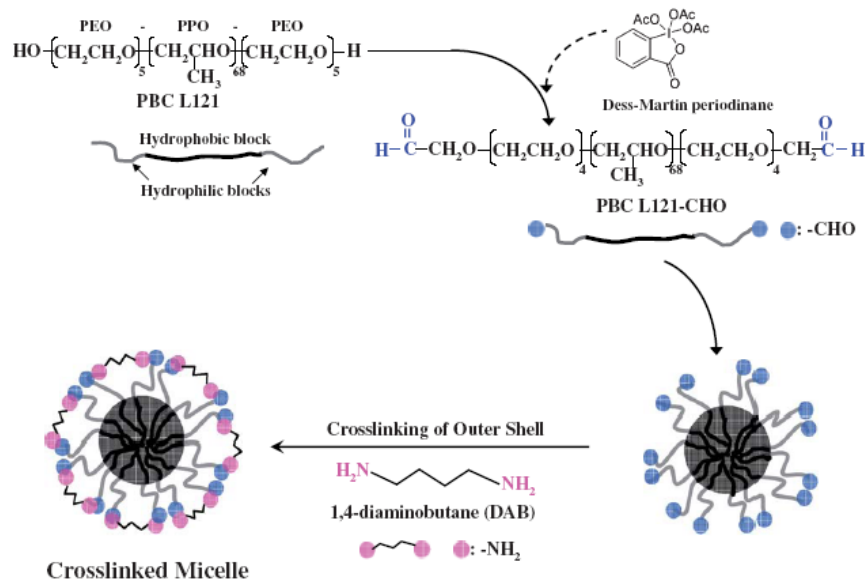 PEO - PPO - PEO
HO-(CH₂CH₂O)₅-(CH₂CHO)₆₈-(CH₂CH₂O)₅-H
CH₃
PBC L121
Hydrophobic block
Hydrophilic blocks
AcO OAc
I-OAc
O
O
Dess-Martin periodinane
O O
H-C-CH₂O-(CH₂CH₂O)₄-(CH₂CHO)₆₈-(CH₂CH₂O)₄-CH₂-C-H
CH₃
PBC L121-CHO
: -CHO
Crosslinking of Outer Shell
H₂N
NH₂
1,4-diaminobutane (DAB)
: -NH₂
Crosslinked Micelle